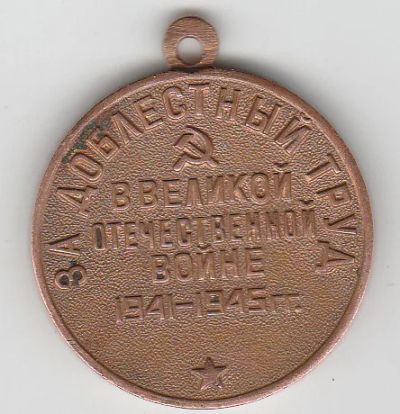 ЗА ДОБЛЕСТНЫЙ ТРУД
В ВЕЛИКОЙ
ОТЕЧЕСТВЕННОЙ
ВОЙНЕ
1941-1945 гг.